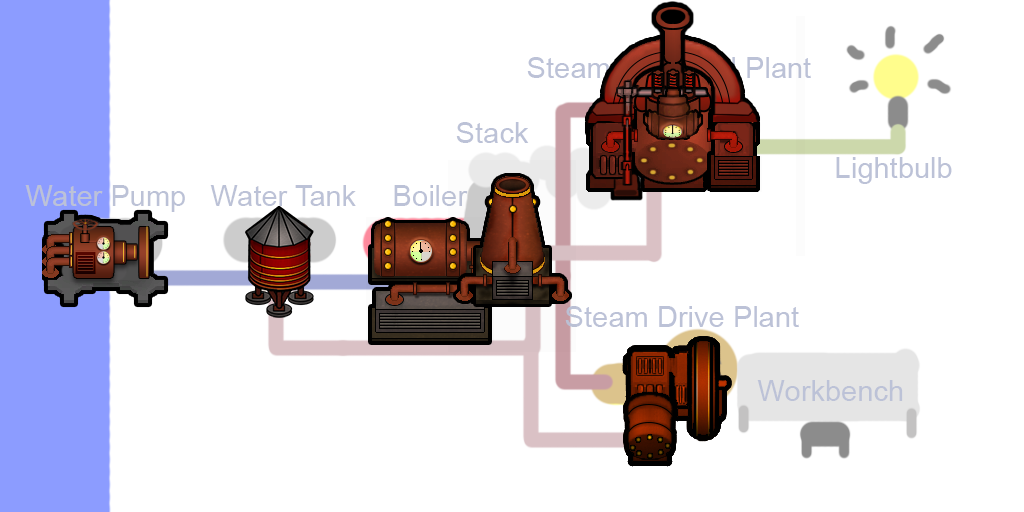 Steam Plant
Stack
Lightbulb
Water Pump
Water Tank
Boiler
Steam Drive Plant
Workbench